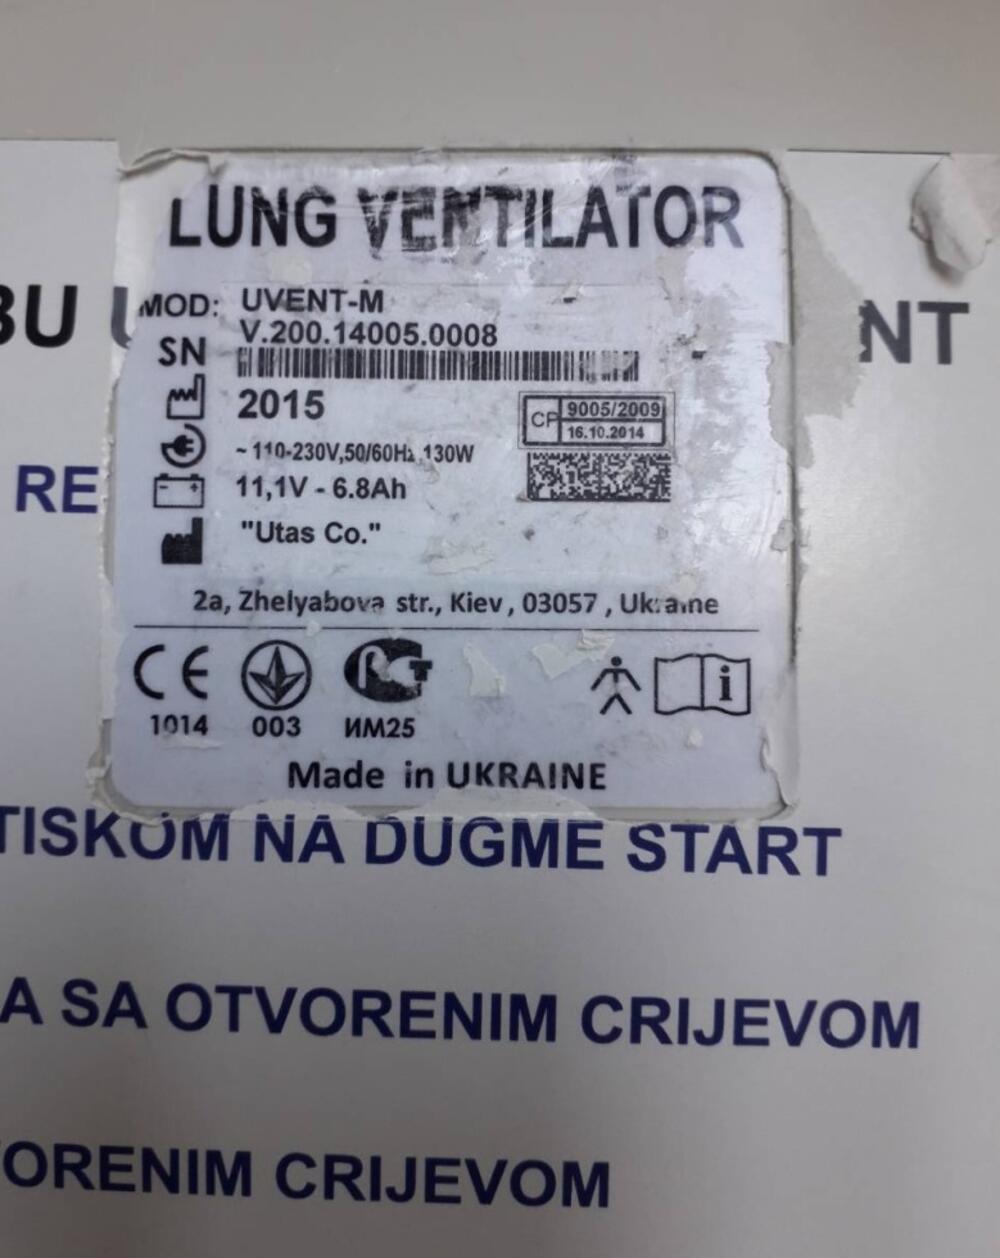 LUNG VENTILATOR
BU U NT
MOD: UVENT-M
V.200.14005.0008
SN
2015
CP 9005/2009
16.10.2014
~110-230V,50/60Hz, 130W
RE
11,1V - 6.8Ah
"Utas Co."
2a, Zhelyabova str., Kiev, 03057, Ukraine
CE
1014 003 ИМ25
Made in UKRAINE
TISKOM NA DUGME START
A SA OTVORENIM CRIJEVOM
ORENIM CRIJEVOM